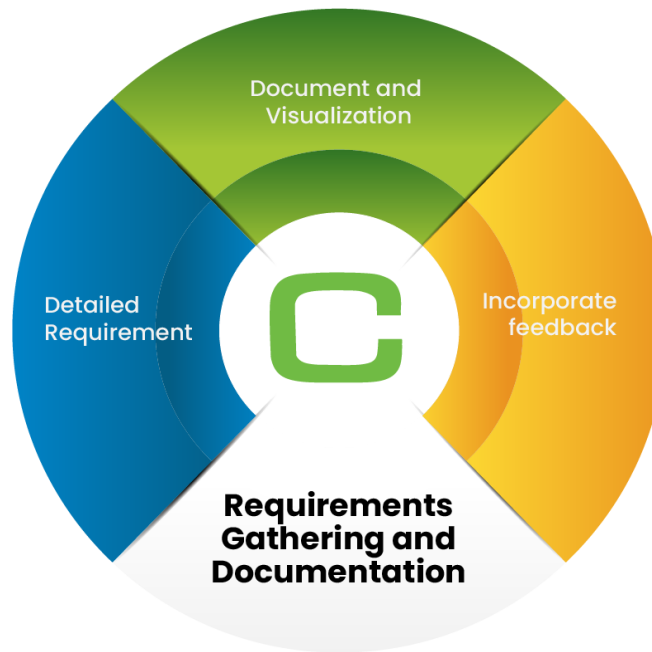 Document and
Visualization
Detailed
Requirement
Incorporate
feedback
C
Requirements
Gathering and
Documentation